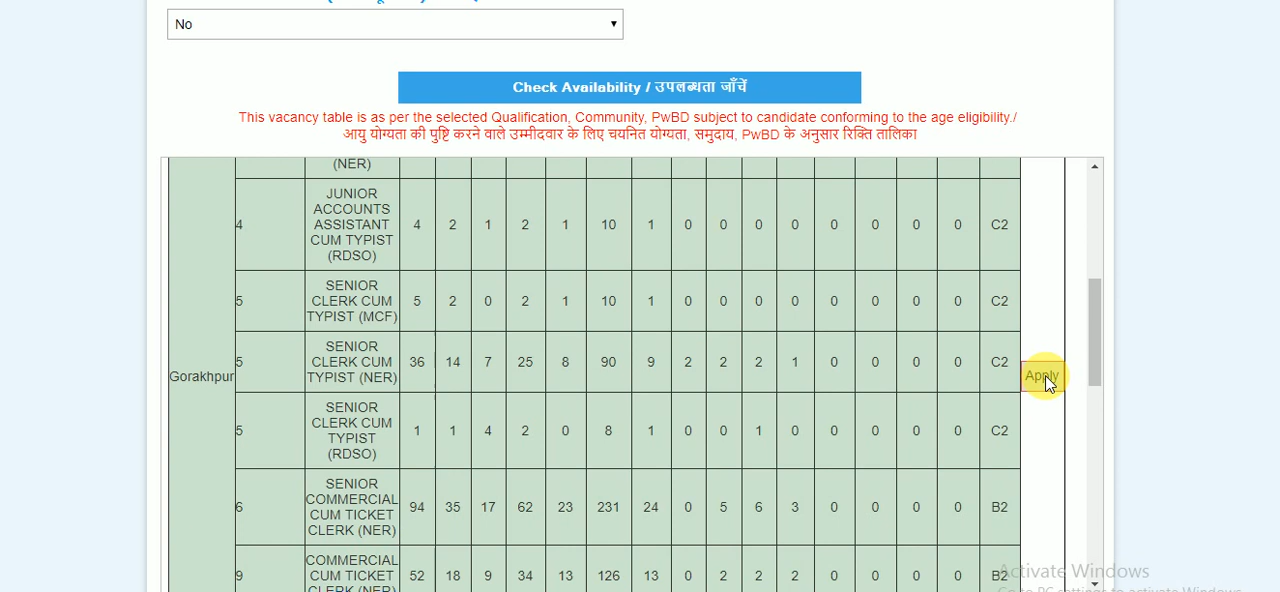 No
Check Availability / उपलब्धता जाँचें
This vacancy table is as per the selected Qualification, Community, PwBD subject to candidate conforming to the age eligibility./
आयु योग्यता की पुष्टि करने वाले उम्मीदवार के लिए चयनित योग्यता, समुदाय, PwBD के अनुसार रिक्ति तालिका
(NER)
4 JUNIOR ACCOUNTS ASSISTANT CUM TYPIST (RDSO) 4 2 1 2 1 10 1 0 0 0 0 0 0 0 0 C2
5 SENIOR CLERK CUM TYPIST (MCF) 5 2 0 2 1 10 1 0 0 0 0 0 0 0 0 C2
5 SENIOR CLERK CUM TYPIST (NER) 36 14 7 25 8 90 9 2 2 2 1 0 0 0 0 C2
Gorakhpur Apply
5 SENIOR CLERK CUM TYPIST (RDSO) 1 1 4 2 0 8 1 0 0 1 0 0 0 0 0 C2
6 SENIOR COMMERCIAL CUM TICKET CLERK (NER) 94 35 17 62 23 231 24 0 5 6 3 0 0 0 0 B2
9 COMMERCIAL CUM TICKET CLERK (NER) 52 18 9 34 13 126 13 0 2 2 2 0 0 0 0 B2
Activate Windows
Go to PC settings to activate Windows